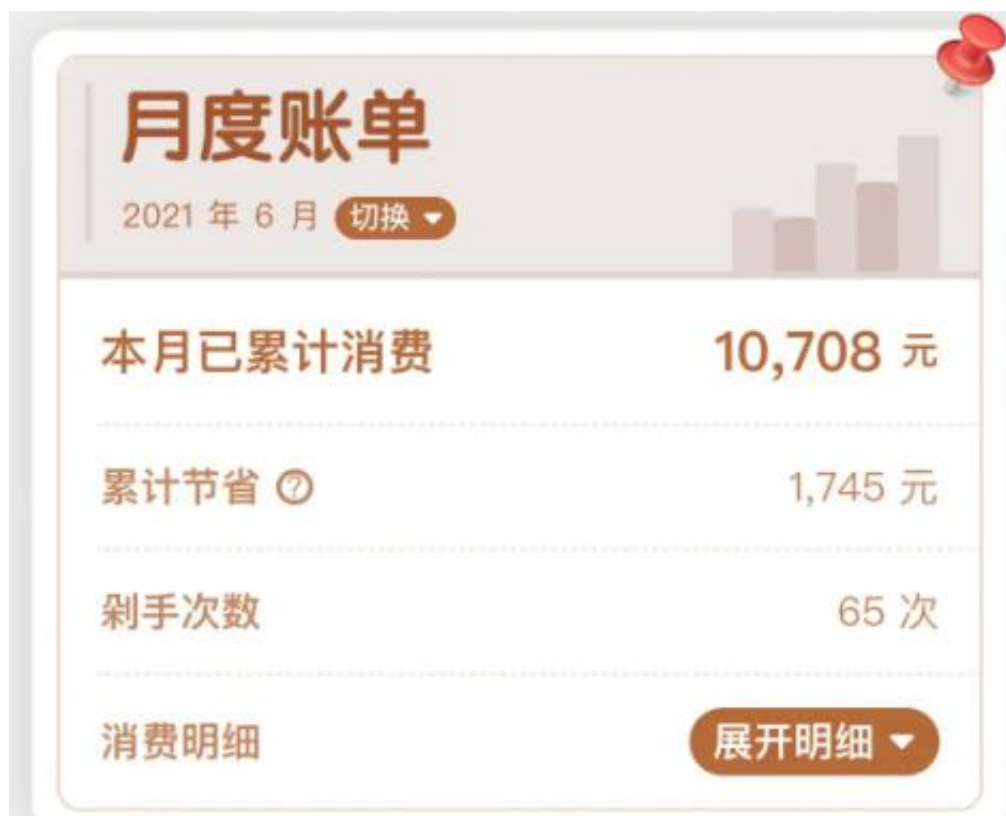 月度账单
2021 年 6 月 切换
本月已累计消费 10,708 元
累计节省 ? 1,745 元
剁手次数 65 次
消费明细 展开明细